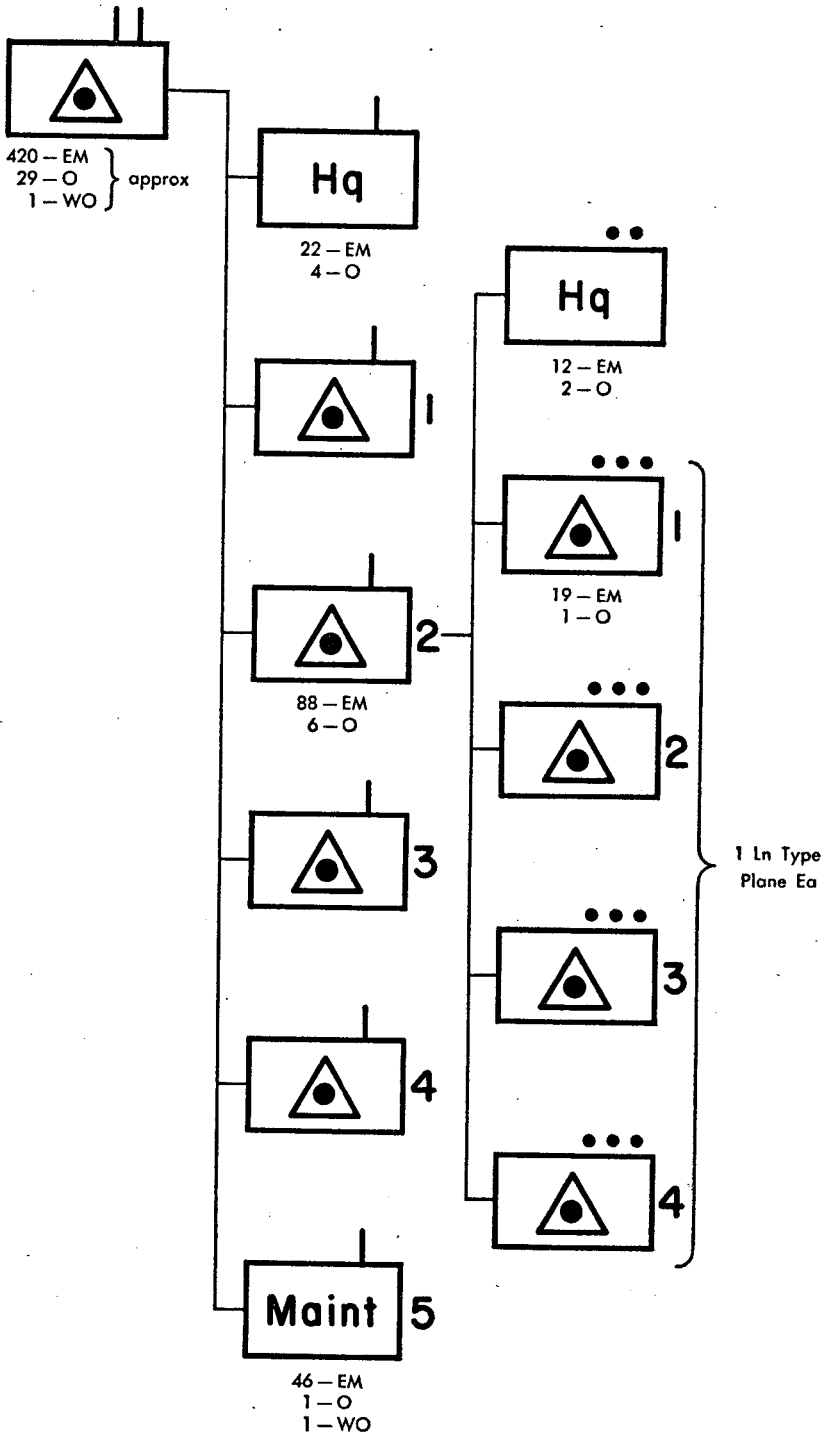 420 — EM
29 — O
1 — WO
approx
Hq
22 — EM
4 — O
1
2
88 — EM
6 — O
3
4
Maint 5
46 — EM
1 — O
1 — WO
Hq
12 — EM
2 — O
1
19 — EM
1 — O
2
3
4
1 Ln Type
Plane Ea